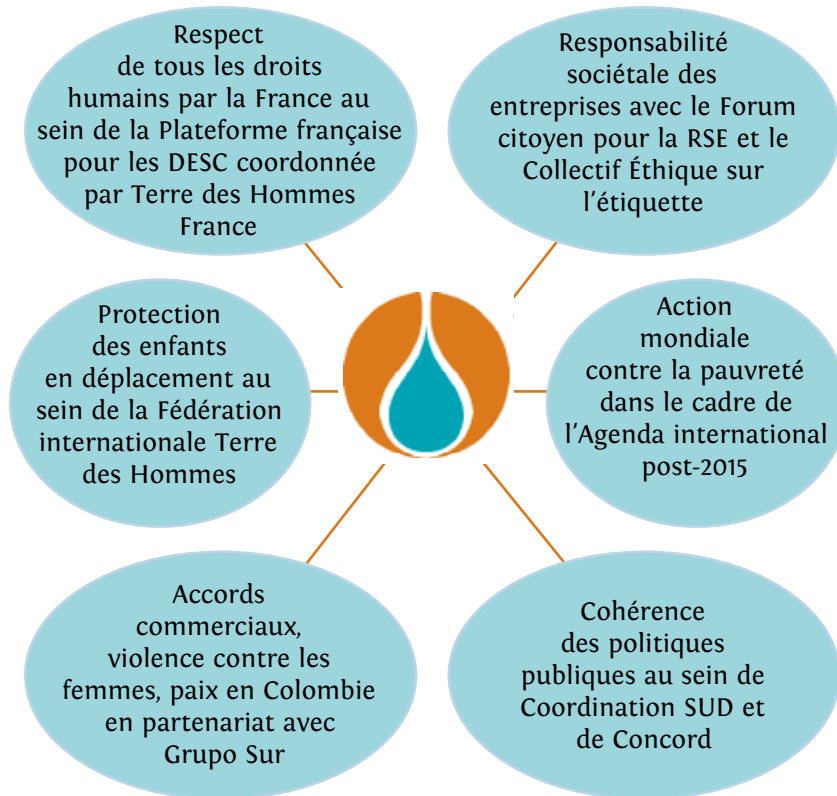 Respect
de tous les droits
humains par la France au
sein de la Plateforme française
pour les DESC coordonnée
par Terre des Hommes
France
Responsabilité
sociétale des
entreprises avec le Forum
citoyen pour la RSE et le
Collectif Éthique sur
l'étiquette
Protection
des enfants
en déplacement au
sein de la Fédération
internationale Terre
des Hommes
Action
mondiale
contre la pauvreté
dans le cadre de
l'Agenda international
post-2015
Accords
commerciaux,
violence contre les
femmes, paix en Colombie
en partenariat avec
Grupo Sur
Cohérence
des politiques
publiques au sein de
Coordination SUD et
de Concord